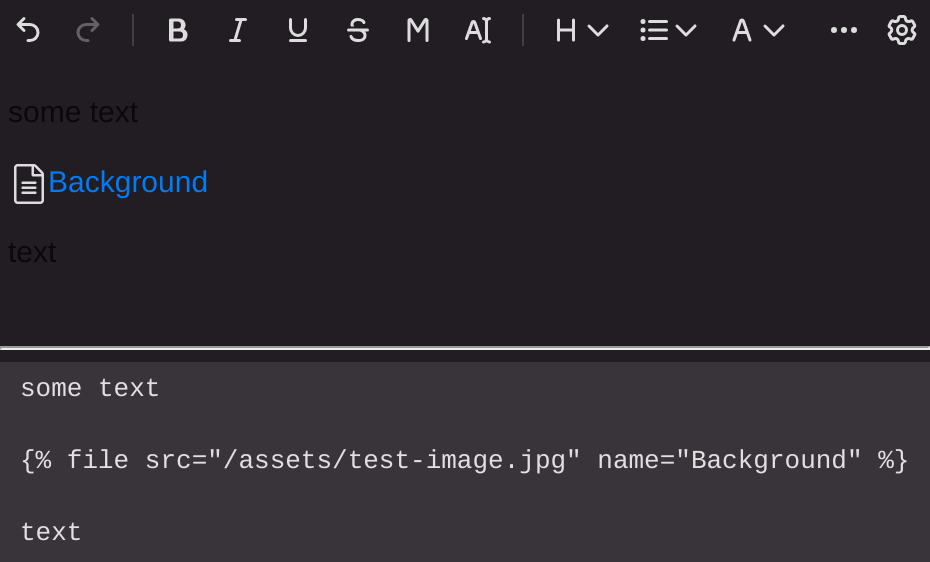 B I U S M A H A
some text
Background
text
some text
{% file src="/assets/test-image.jpg" name="Background" %}
text